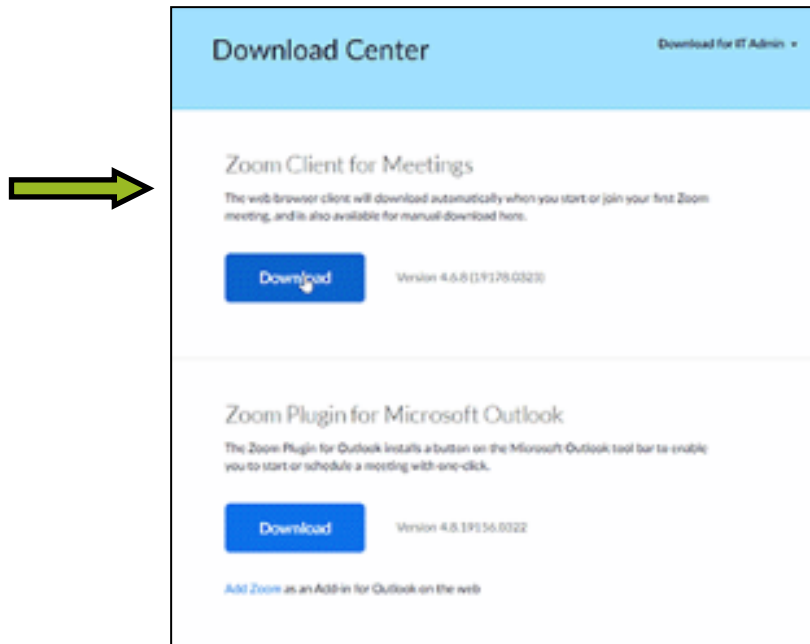 Download Center
Download for IT Admin
Zoom Client for Meetings
The web browser client will download automatically when you start or join your first Zoom
meeting, and is also available for manual download here.
Download
Version 4.6.8 (19178.0323)
Zoom Plugin for Microsoft Outlook
The Zoom Plugin for Outlook installs a button on the Microsoft Outlook tool bar to enable
you to start or schedule a meeting with one-click.
Download
Version 4.8.19156.0322
Add Zoom as an Add-in for Outlook on the web